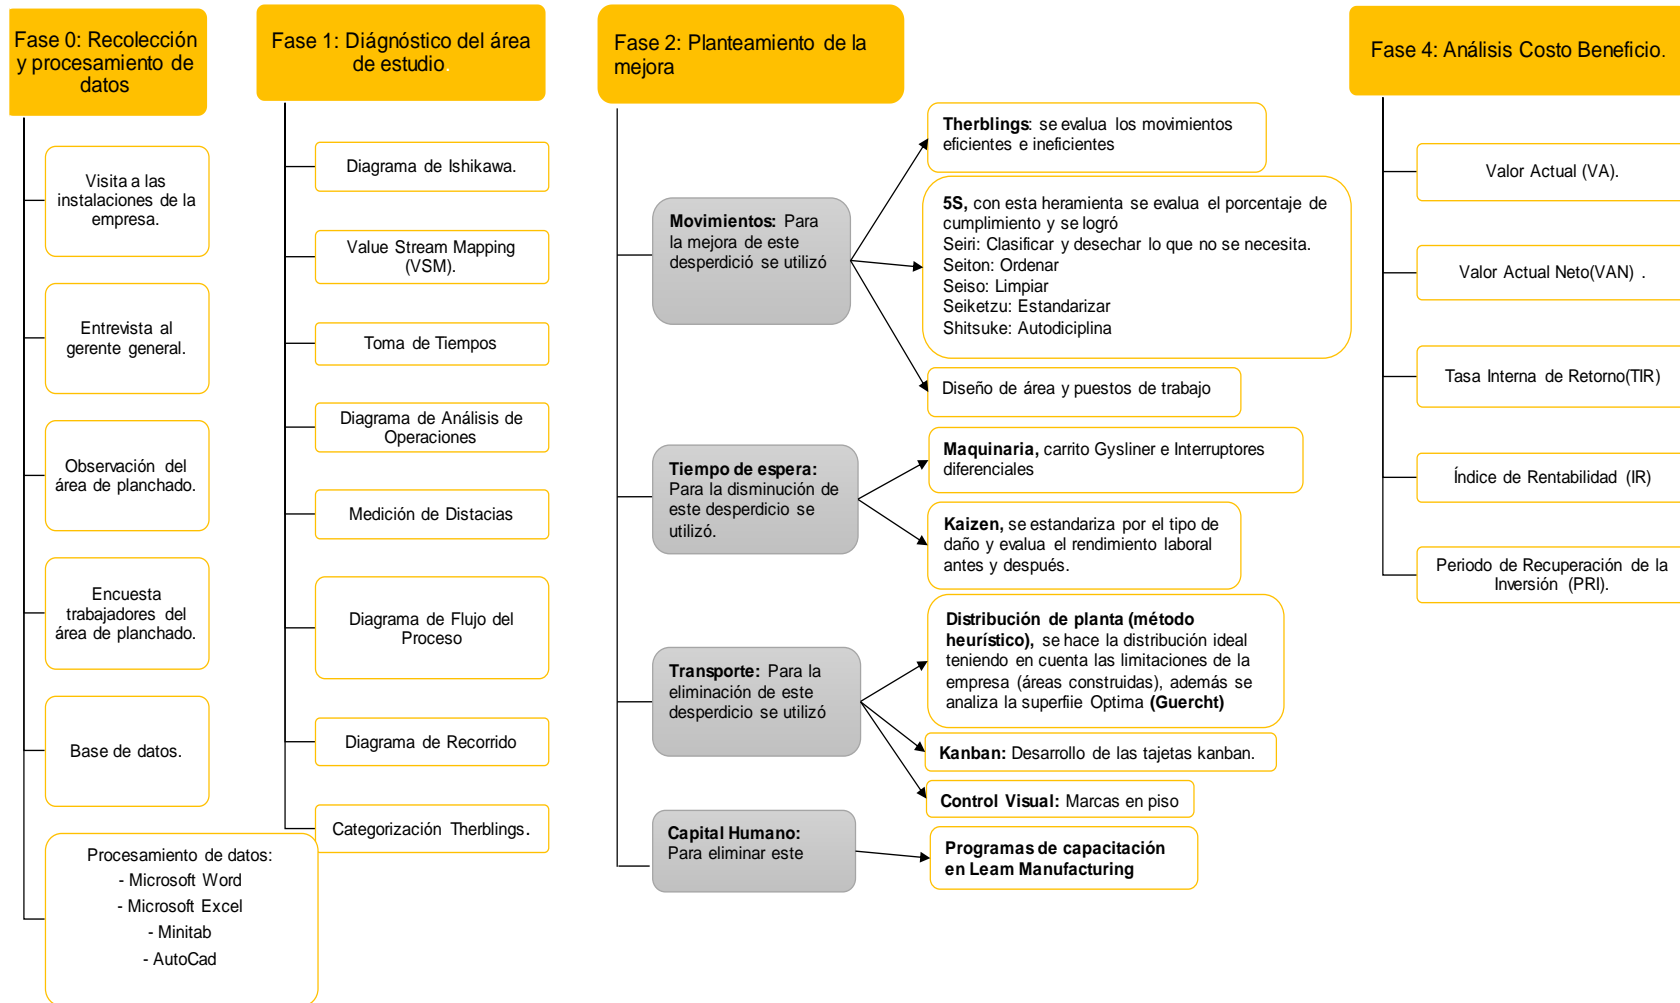 Fase 0: Recolección
y procesamiento de
datos
Visita a las
instalaciones de la
empresa.
Entrevista al
gerente general.
Observación del
área de planchado.
Encuesta
trabajadores del
área de planchado.
Base de datos.
Procesamiento de datos:
- Microsoft Word
- Microsoft Excel
- Minitab
- AutoCad
Fase 1: Diágnóstico del área
de estudio.
Diagrama de Ishikawa.
Value Stream Mapping
(VSM).
Toma de Tiempos
Diagrama de Análisis de
Operaciones
Medición de Distacias
Diagrama de Flujo del
Proceso
Diagrama de Recorrido
Categorización Therblings.
Fase 2: Planteamiento de la
mejora
Movimientos: Para
la mejora de este
desperdició se utilizó
Therblings: se evalua los movimientos
eficientes e ineficientes
5S, con esta heramienta se evalua el porcentaje de
cumplimiento y se logró
Seiri: Clasificar y desechar lo que no se necesita.
Seiton: Ordenar
Seiso: Limpiar
Seiketzu: Estandarizar
Shitsuke: Autodiciplina
Diseño de área y puestos de trabajo
Tiempo de espera:
Para la disminución de
este desperdicio se
utilizó.
Maquinaria, carrito Gysliner e Interruptores
diferenciales
Kaizen, se estandariza por el tipo de
daño y evalua el rendimiento laboral
antes y después.
Transporte: Para la
eliminación de este
desperdicio se utilizó
Distribución de planta (método
heurístico), se hace la distribución ideal
teniendo en cuenta las limitaciones de la
empresa (áreas construidas), además se
analiza la superfiie Optima (Guercht)
Kanban: Desarrollo de las tajetas kanban.
Control Visual: Marcas en piso
Capital Humano:
Para eliminar este
Programas de capacitación
en Leam Manufacturing
Fase 4: Análisis Costo Beneficio.
Valor Actual (VA).
Valor Actual Neto(VAN) .
Tasa Interna de Retorno(TIR)
Índice de Rentabilidad (IR)
Periodo de Recuperación de la
Inversión (PRI).